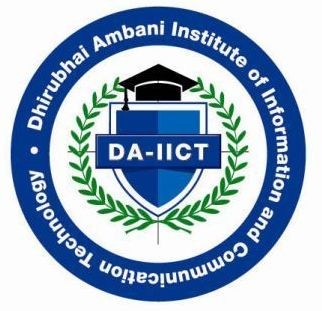 Dhirubhai Ambani Institute of Information and Communication Technology •
DA-IICT